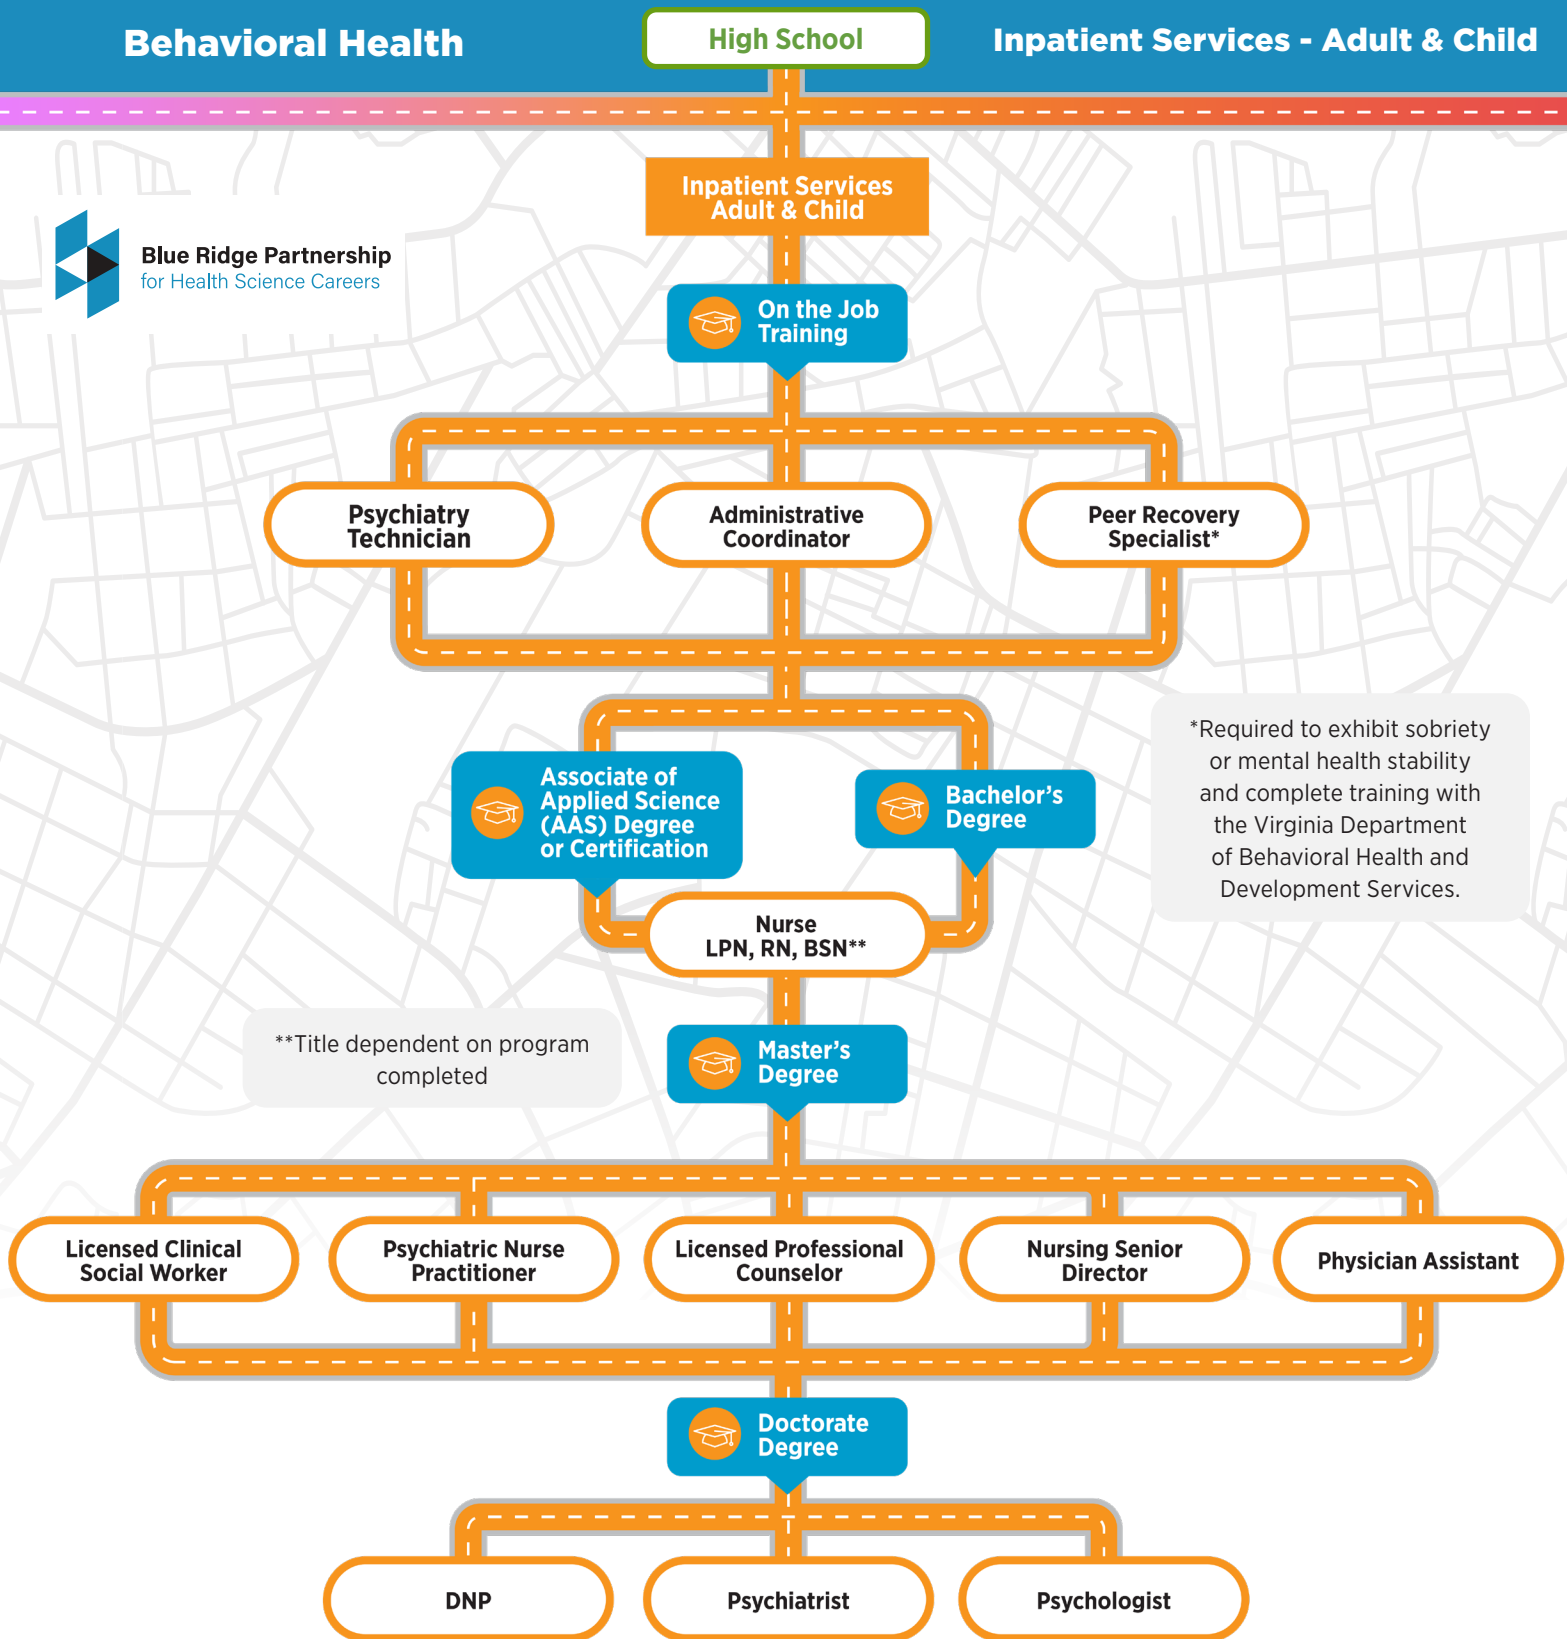 Behavioral Health
High School
Inpatient Services - Adult & Child
Inpatient Services
Adult & Child
Blue Ridge Partnership
for Health Science Careers
On the Job
Training
Psychiatry
Technician
Administrative
Coordinator
Peer Recovery
Specialist*
*Required to exhibit sobriety
or mental health stability
and complete training with
the Virginia Department
of Behavioral Health and
Development Services.
Associate of
Applied Science
(AAS) Degree
or Certification
Bachelor's
Degree
Nurse
LPN, RN, BSN**
**Title dependent on program
completed
Master's
Degree
Licensed Clinical
Social Worker
Psychiatric Nurse
Practitioner
Licensed Professional
Counselor
Nursing Senior
Director
Physician Assistant
Doctorate
Degree
DNP
Psychiatrist
Psychologist